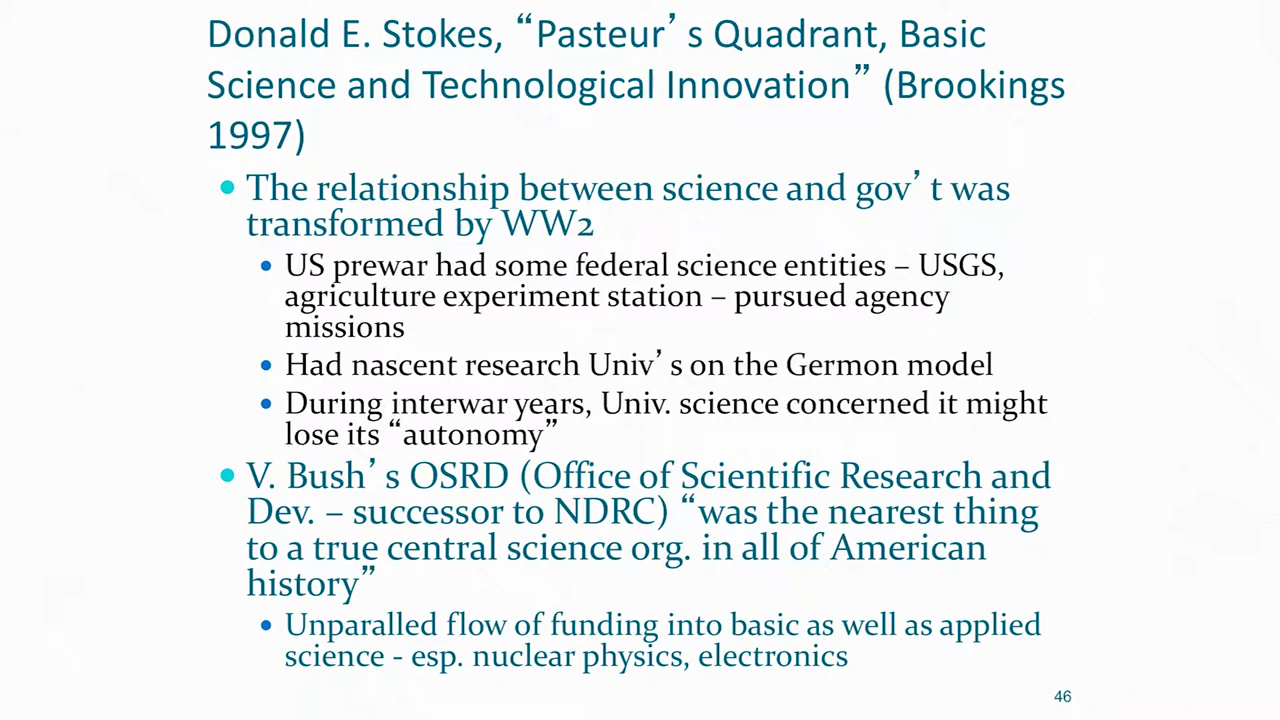 Donald E. Stokes, “Pasteur’s Quadrant, Basic
Science and Technological Innovation” (Brookings
1997)
• The relationship between science and gov’t was
transformed by WW2
• US prewar had some federal science entities – USGS,
agriculture experiment station – pursued agency
missions
• Had nascent research Univ’s on the Germon model
• During interwar years, Univ. science concerned it might
lose its “autonomy”
• V. Bush’s OSRD (Office of Scientific Research and
Dev. – successor to NDRC) “was the nearest thing
to a true central science org. in all of American
history”
• Unparalled flow of funding into basic as well as applied
science - esp. nuclear physics, electronics
46